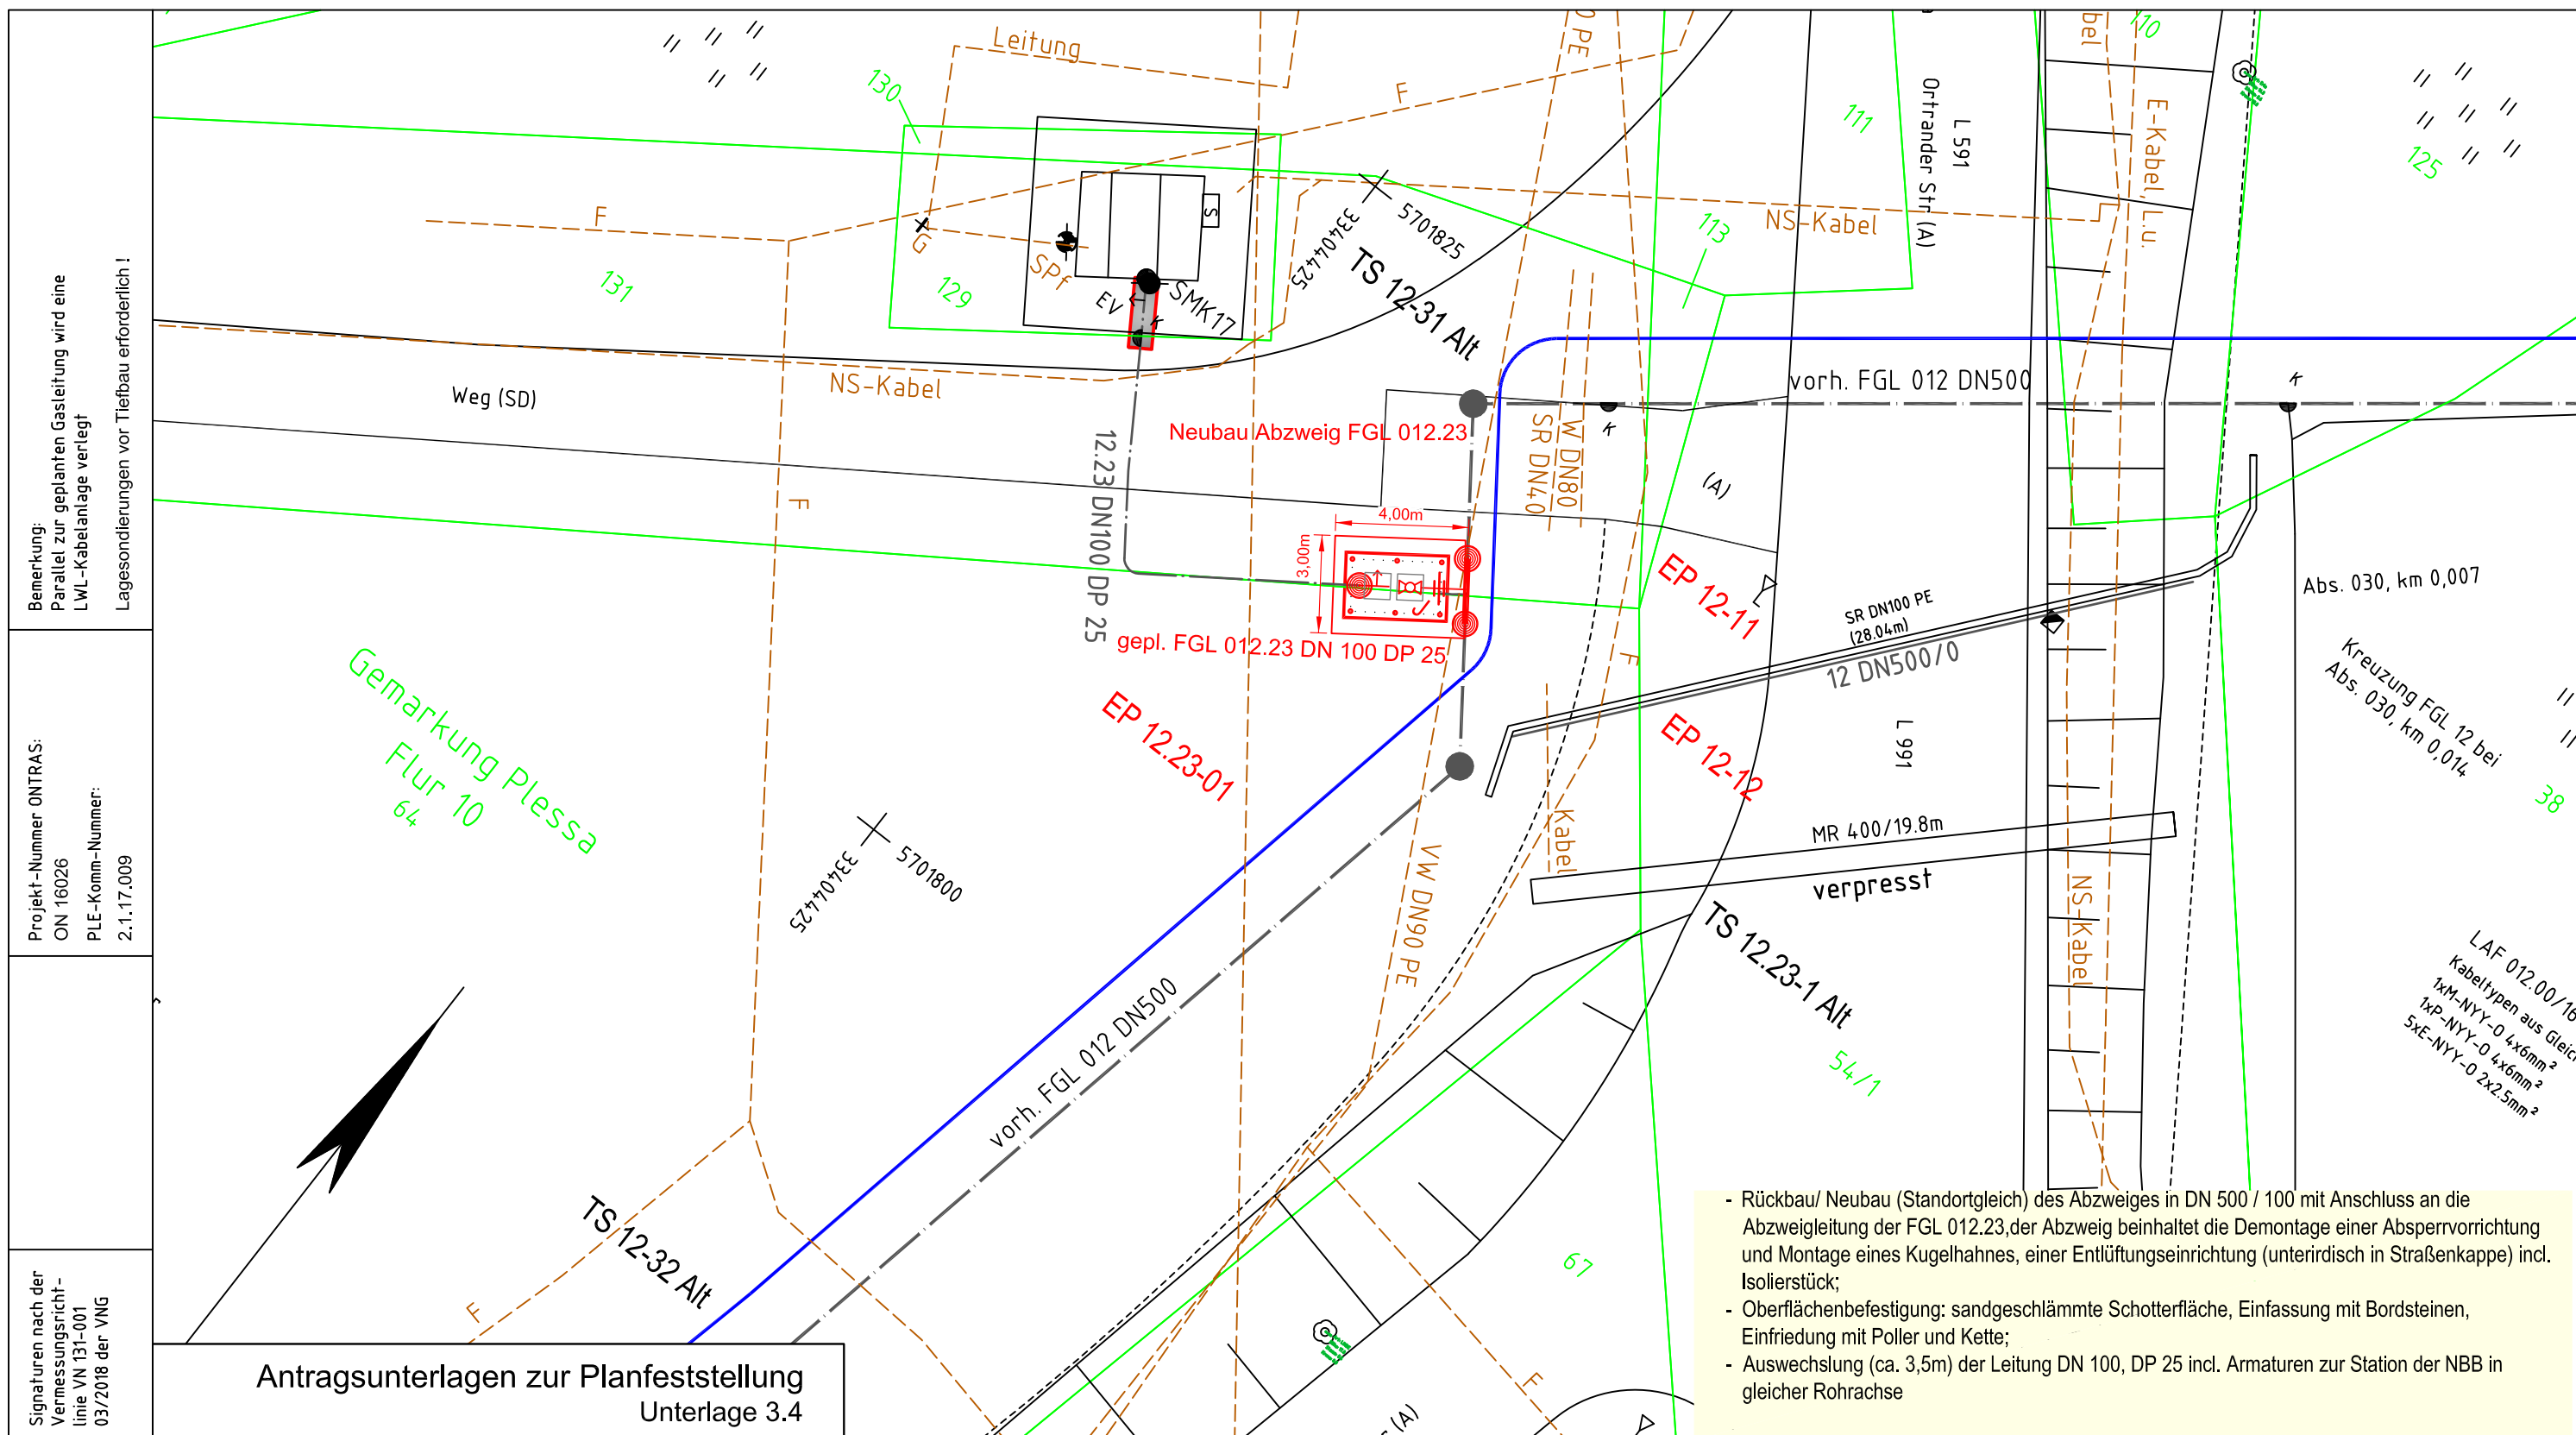 Bemerkung:
Parallel zur geplanten Gasleitung wird eine
LWL-Kabelanlage verlegt
Lagesondierungen vor Tiefbau erforderlich !
Projekt-Nummer ONTRAS:
ON 16026
PLE-Komm-Nummer:
2.1.17.009
Signaturen nach der
Vermessungsricht-
linie VN 131-001
03/2018 der VNG
Leitung
130
F
F
131
129
G
SPf
S
EV
K
SMK17
3404425
5701825
TS 12-31 Alt
NS-Kabel
Weg (SD)
F
12.23 DN100 DP 25
Neubau Abzweig FGL 012.23
4,00m
3,00m
gepl. FGL 012.23 DN 100 DP 25
EP 12.23-01
EP 12-11
EP 12-12
PE
111
113
NS-Kabel
L 591
Ortrander Str (A)
bel
110
E-Kabel, L.u.
125
vorh. FGL 012 DN500
K
K
W DN80
SR DN40
(A)
F
SR DN100 PE
(28.04m)
12 DN500/0
Abs. 030, km 0,007
Kreuzung FGL 12 bei
Abs. 030, km 0,014
38
L 991
Kabel
MR 400/19.8m
verpresst
VW DN90 PE
NS-Kabel
TS 12.23-1 Alt
54/1
67
Gemarkung Plessa
Flur 10
64
3404425
5701800
vorh. FGL 012 DN500
TS 12-32 Alt
F
F
(A)
LAF 012.00/16
Kabeltypen aus Gleich
1xM-NYY-O 4x6mm²
1xP-NYY-O 4x6mm²
5xE-NYY-O 2x2.5mm²
- Rückbau/ Neubau (Standortgleich) des Abzweiges in DN 500 / 100 mit Anschluss an die
Abzweigleitung der FGL 012.23,der Abzweig beinhaltet die Demontage einer Absperrvorrichtung
und Montage eines Kugelhahnes, einer Entlüftungseinrichtung (unterirdisch in Straßenkappe) incl.
Isolierstück;
- Oberflächenbefestigung: sandgeschlämmte Schotterfläche, Einfassung mit Bordsteinen,
Einfriedung mit Poller und Kette;
- Auswechslung (ca. 3,5m) der Leitung DN 100, DP 25 incl. Armaturen zur Station der NBB in
gleicher Rohrachse
Antragsunterlagen zur Planfeststellung
Unterlage 3.4